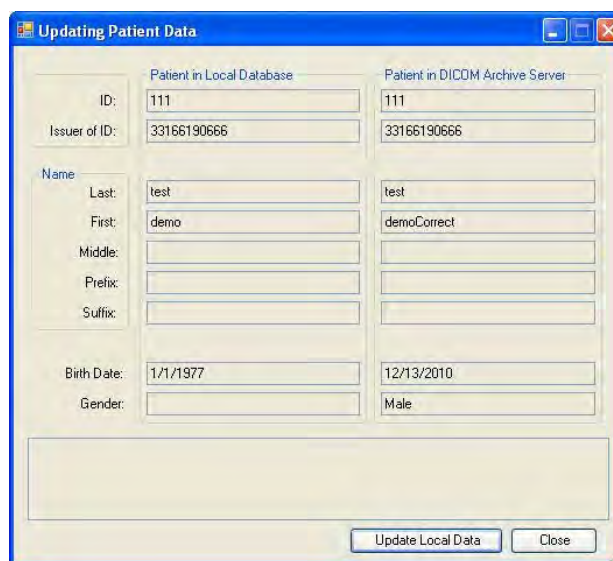 Updating Patient Data
Patient in Local Database Patient in DICOM Archive Server
ID: 111 111
Issuer of ID: 33166190666 33166190666
Name
Last: test test
First: demo demoCorrect
Middle:
Prefix:
Suffix:
Birth Date: 1/1/1977 12/13/2010
Gender: Male
Update Local Data Close